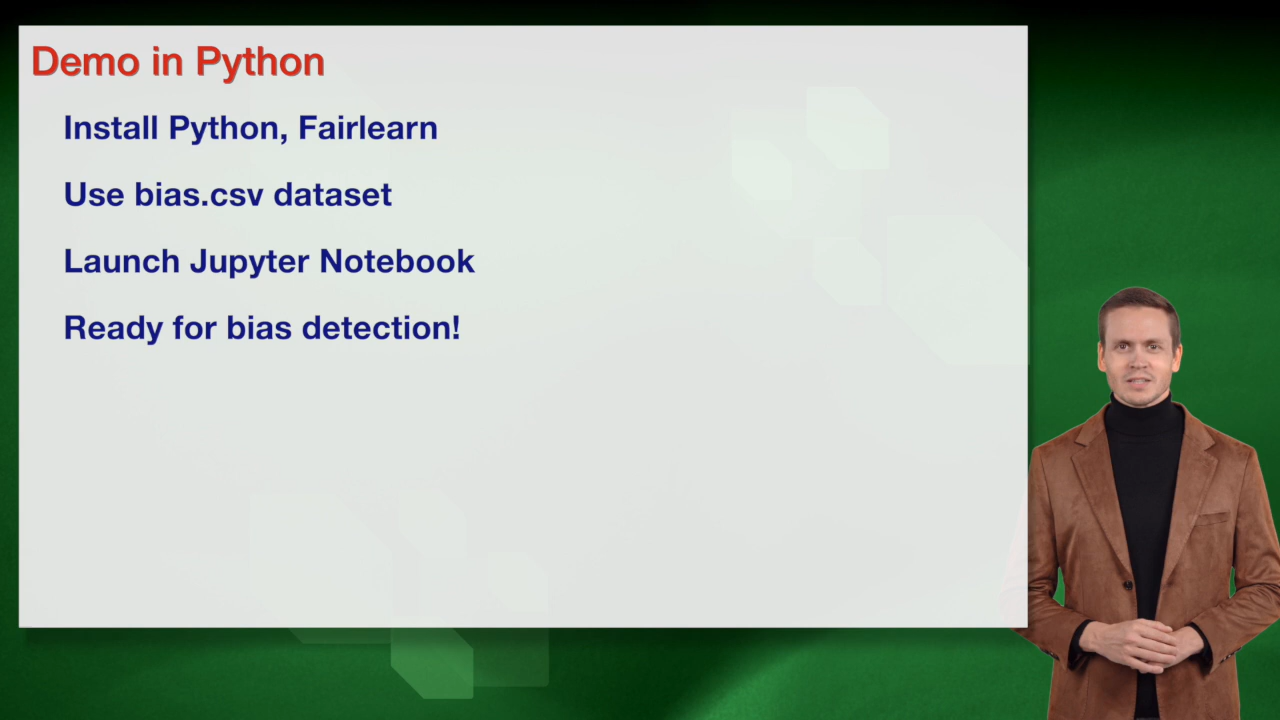 Demo in Python
Install Python, Fairlearn
Use bias.csv dataset
Launch Jupyter Notebook
Ready for bias detection!